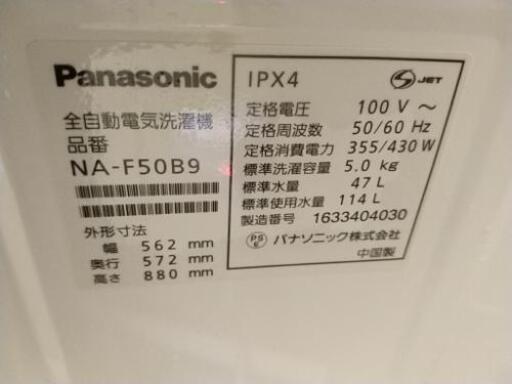 Panasonic
全自動電気洗濯機
品番
NA-F50B9
外形寸法
幅 562 mm
奥行 572 mm
高さ 880 mm
IPX4
S JET
定格電圧 100 V ～
定格周波数 50/60 Hz
定格消費電力 355/430 W
標準洗濯容量 5.0 kg
標準水量 47 L
標準使用水量 114 L
製造番号 1633404030
PS E パナソニック株式会社
中国製